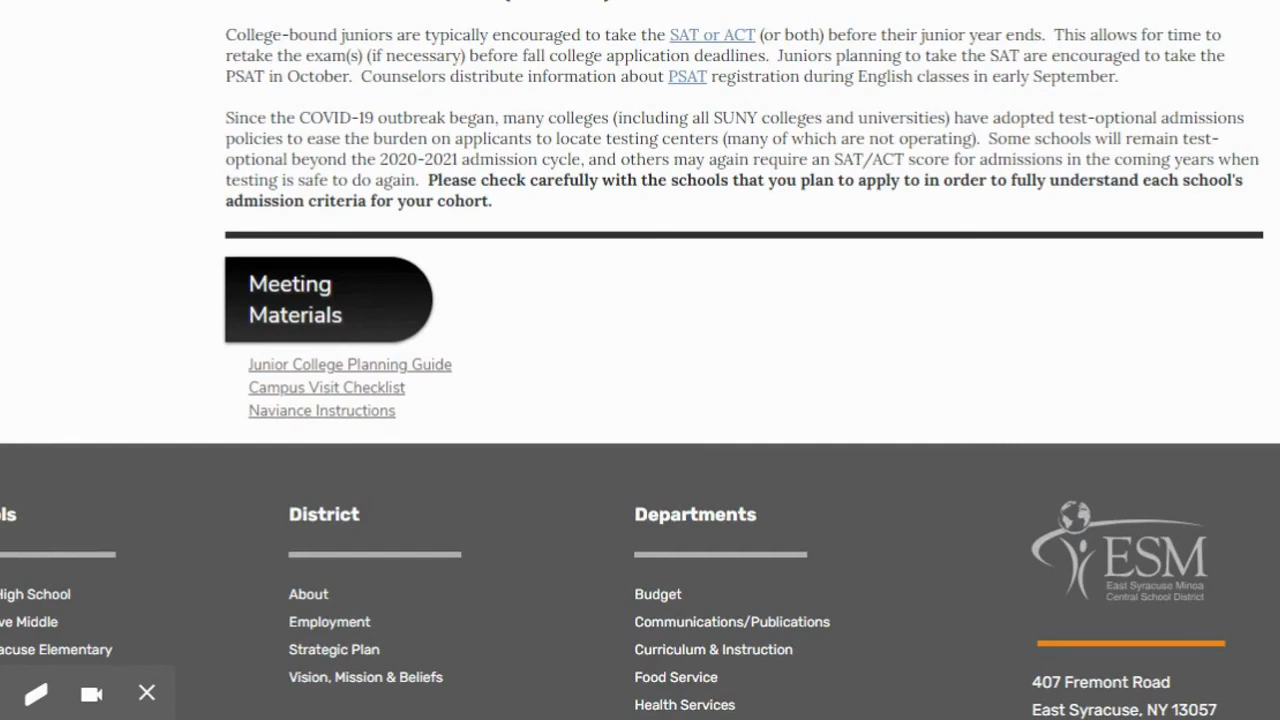 College-bound juniors are typically encouraged to take the SAT or ACT (or both) before their junior year ends. This allows for time to
retake the exam(s) (if necessary) before fall college application deadlines. Juniors planning to take the SAT are encouraged to take the
PSAT in October. Counselors distribute information about PSAT registration during English classes in early September.
Since the COVID-19 outbreak began, many colleges (including all SUNY colleges and universities) have adopted test-optional admissions
policies to ease the burden on applicants to locate testing centers (many of which are not operating). Some schools will remain test-
optional beyond the 2020-2021 admission cycle, and others may again require an SAT/ACT score for admissions in the coming years when
testing is safe to do again. Please check carefully with the schools that you plan to apply to in order to fully understand each school's
admission criteria for your cohort.
Meeting
Materials
Junior College Planning Guide
Campus Visit Checklist
Naviance Instructions
ls
High School
ve Middle
acuse Elementary
District
About
Employment
Strategic Plan
Vision, Mission & Beliefs
Departments
Budget
Communications/Publications
Curriculum & Instruction
Food Service
Health Services
ESM
East Syracuse Minoa
Central School District
407 Fremont Road
East Syracuse, NY 13057